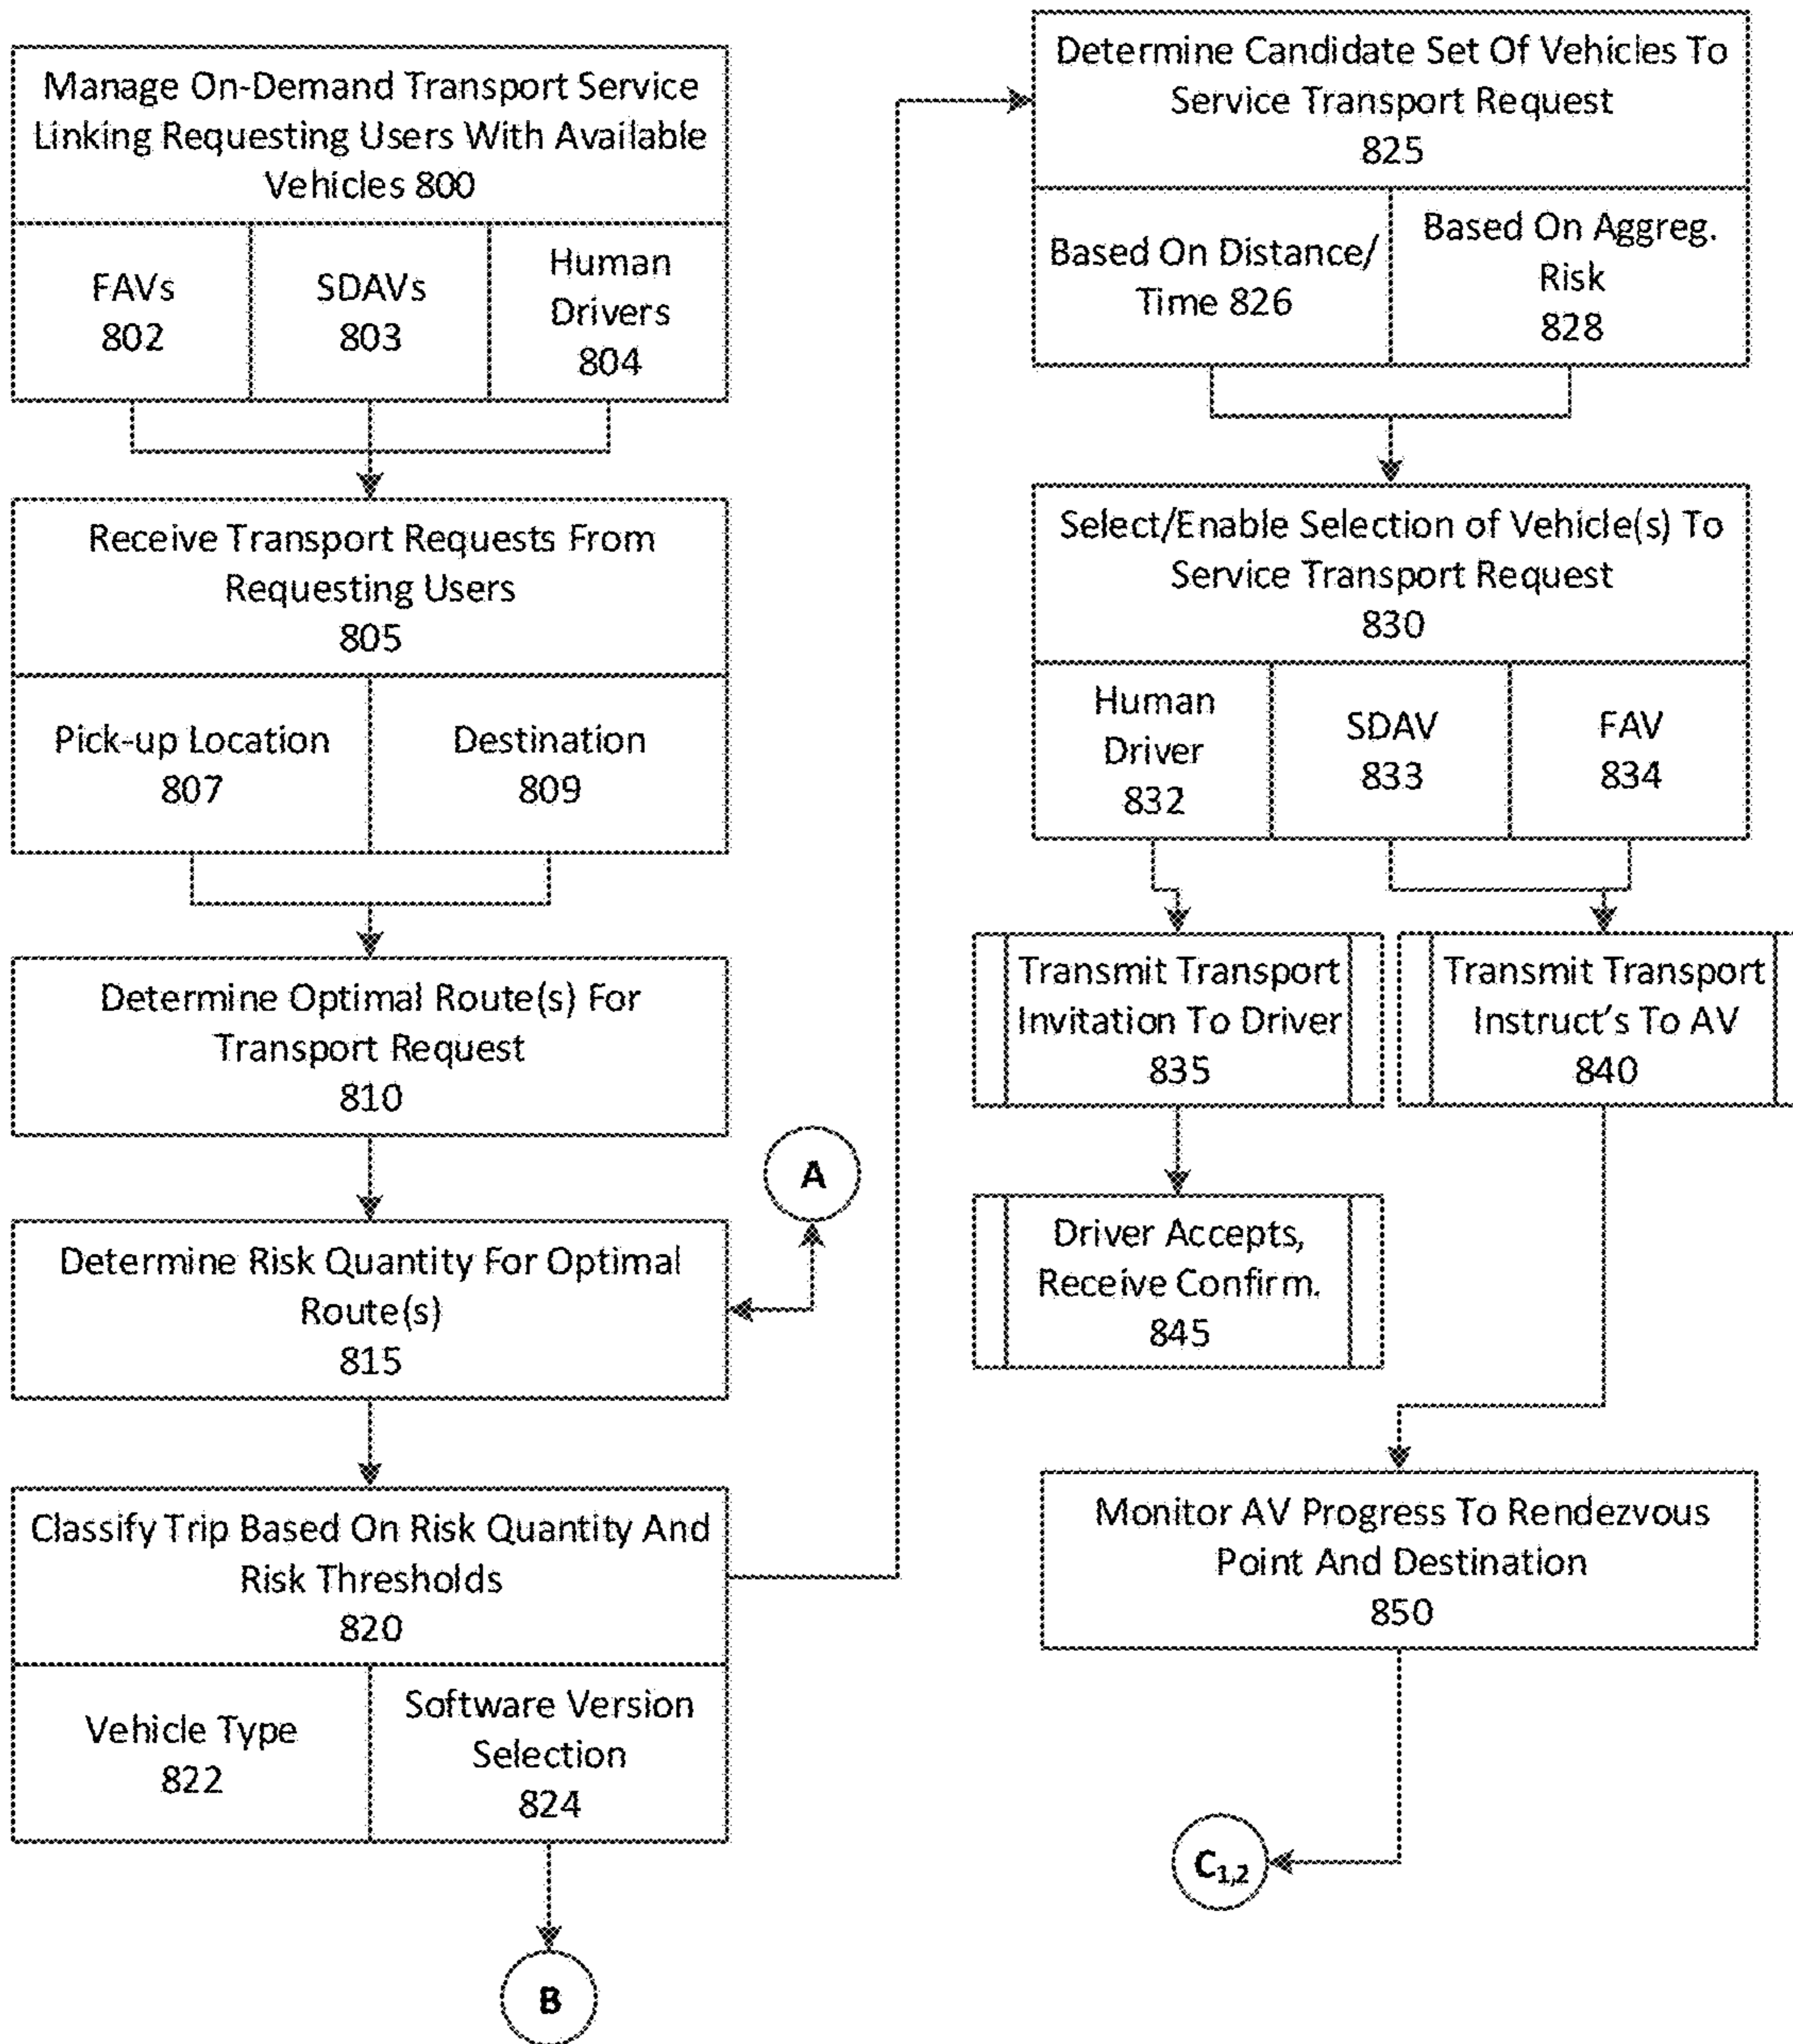 Manage On-Demand Transport Service
Linking Requesting Users With Available
Vehicles 800
FAVs
802
SDAVs
803
Human
Drivers
804
Receive Transport Requests From
Requesting Users
805
Pick-up Location
807
Destination
809
Determine Optimal Route(s) For
Transport Request
810
A
Determine Risk Quantity For Optimal
Route(s)
815
Classify Trip Based On Risk Quantity And
Risk Thresholds
820
Vehicle Type
822
Software Version
Selection
824
B
Determine Candidate Set Of Vehicles To
Service Transport Request
825
Based On Distance/
Time 826
Based On Aggreg.
Risk
828
Select/Enable Selection of Vehicle(s) To
Service Transport Request
830
Human
Driver
832
SDAV
833
FAV
834
Transmit Transport
Invitation To Driver
835
Transmit Transport
Instruct's To AV
840
Driver Accepts,
Receive Confirm.
845
Monitor AV Progress To Rendezvous
Point And Destination
850
C1,2